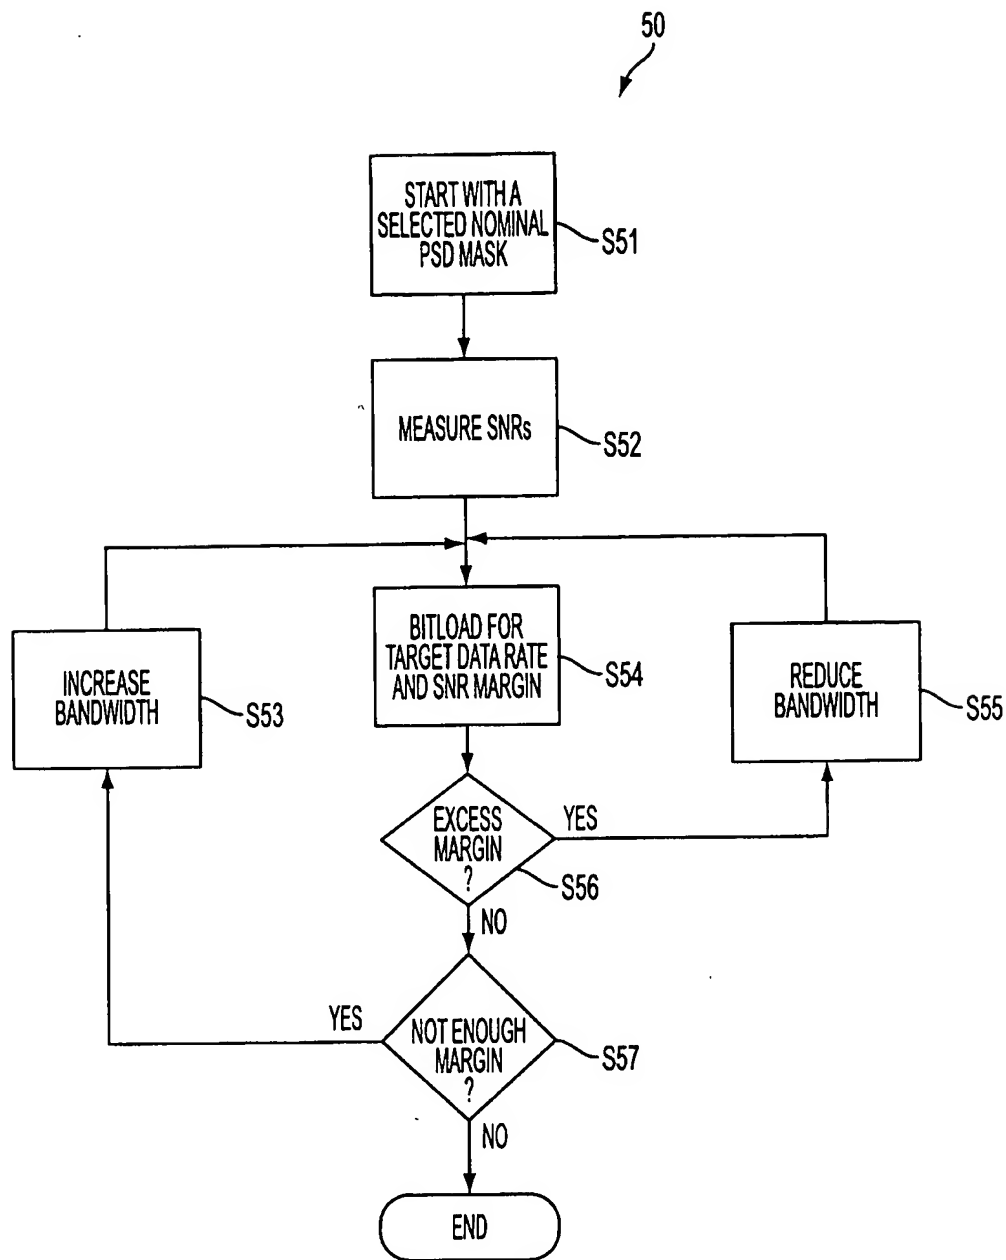 50
START WITH A
SELECTED NOMINAL
PSD MASK
S51
MEASURE SNRs
S52
BITLOAD FOR
TARGET DATA RATE
AND SNR MARGIN
S54
INCREASE
BANDWIDTH
S53
REDUCE
BANDWIDTH
S55
EXCESS
MARGIN
?
YES
S56
NO
YES
NOT ENOUGH
MARGIN
?
S57
NO
END